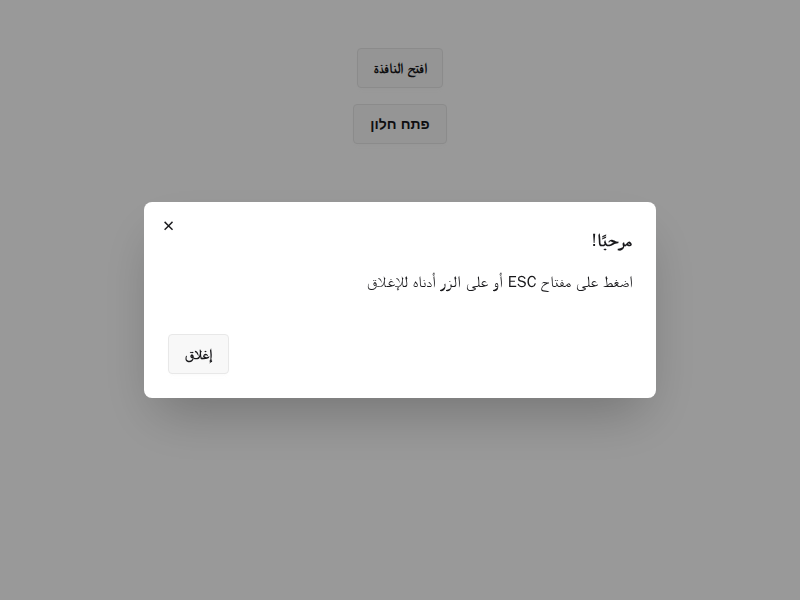 افتح النافذة
פתח חלון
×
مرحبًا!
اضغط على مفتاح ESC أو على الزر أدناه للإغلاق
إغلاق